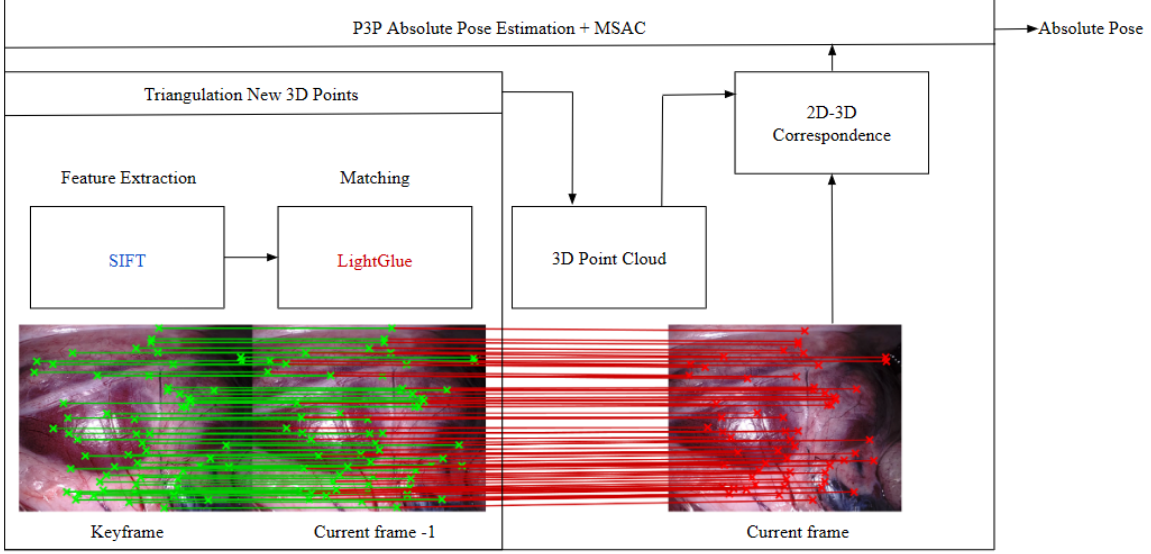 P3P Absolute Pose Estimation + MSAC
Absolute Pose
Triangulation New 3D Points
2D-3D
Correspondence
Feature Extraction
Matching
SIFT
LightGlue
3D Point Cloud
Keyframe
Current frame -1
Current frame